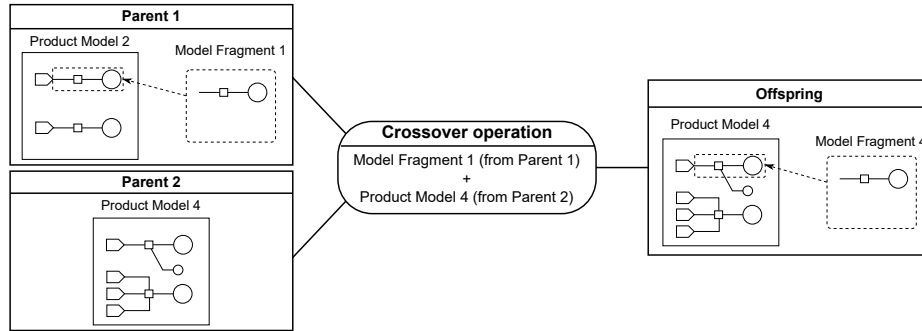 Parent 1
Product Model 2
Model Fragment 1
Parent 2
Product Model 4
Crossover operation
Model Fragment 1 (from Parent 1)
+
Product Model 4 (from Parent 2)
Offspring
Product Model 4
Model Fragment 4